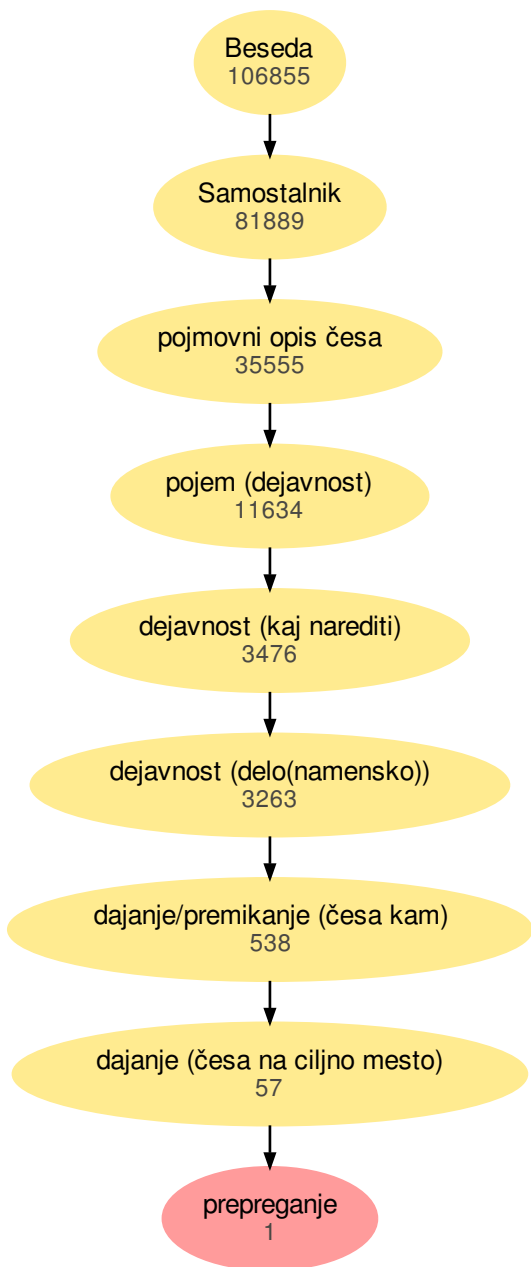 Beseda
106855
Samostalnik
81889
pojmovni opis česa
35555
pojem (dejavnost)
11634
dejavnost (kaj narediti)
3476
dejavnost (delo(namensko))
3263
dajanje/premikanje (česa kam)
538
dajanje (česa na ciljno mesto)
57
prepreganje
1